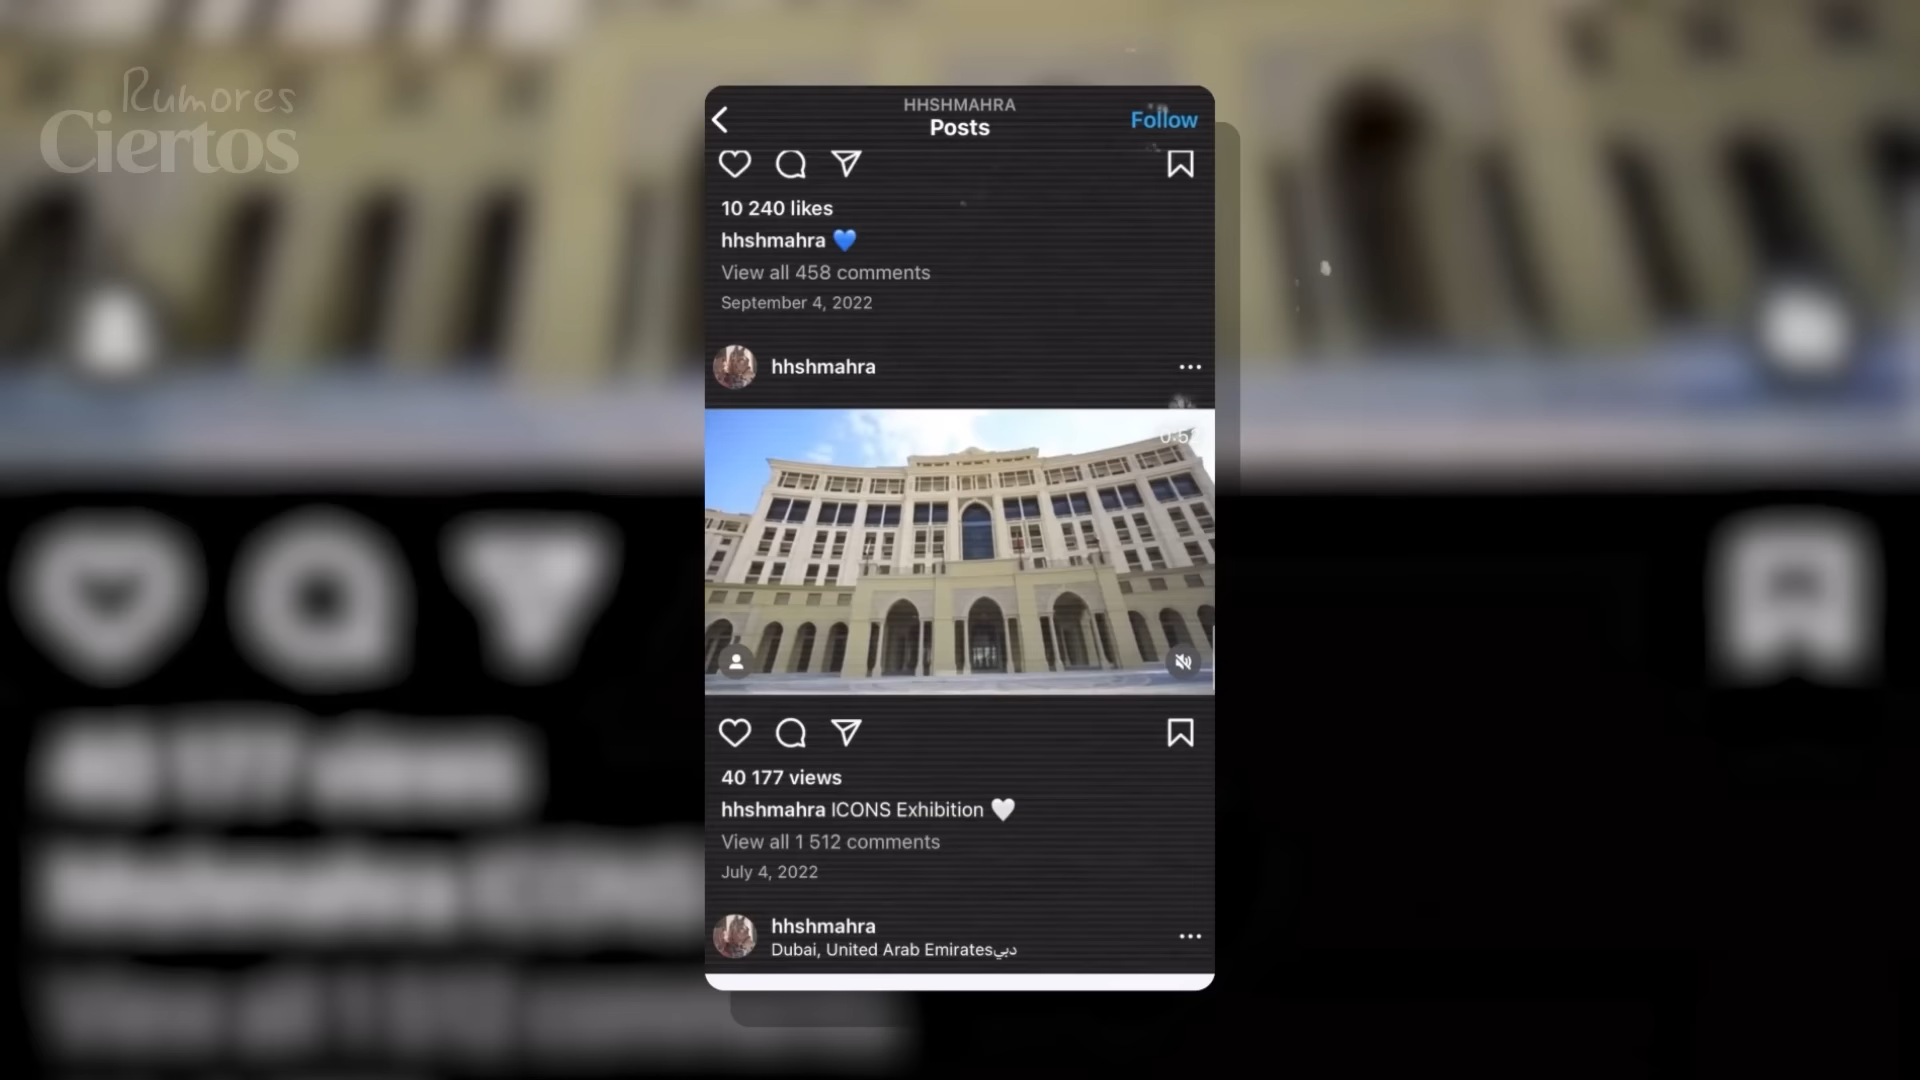 Rumores
Ciertos
HHSHMAHRA
Posts
Follow
10 240 likes
hhshmahra 💙
View all 458 comments
September 4, 2022
hhshmahra
40 177 views
hhshmahra ICONS Exhibition 🤍
View all 1 512 comments
July 4, 2022
hhshmahra
Dubai, United Arab Emiratesدبي